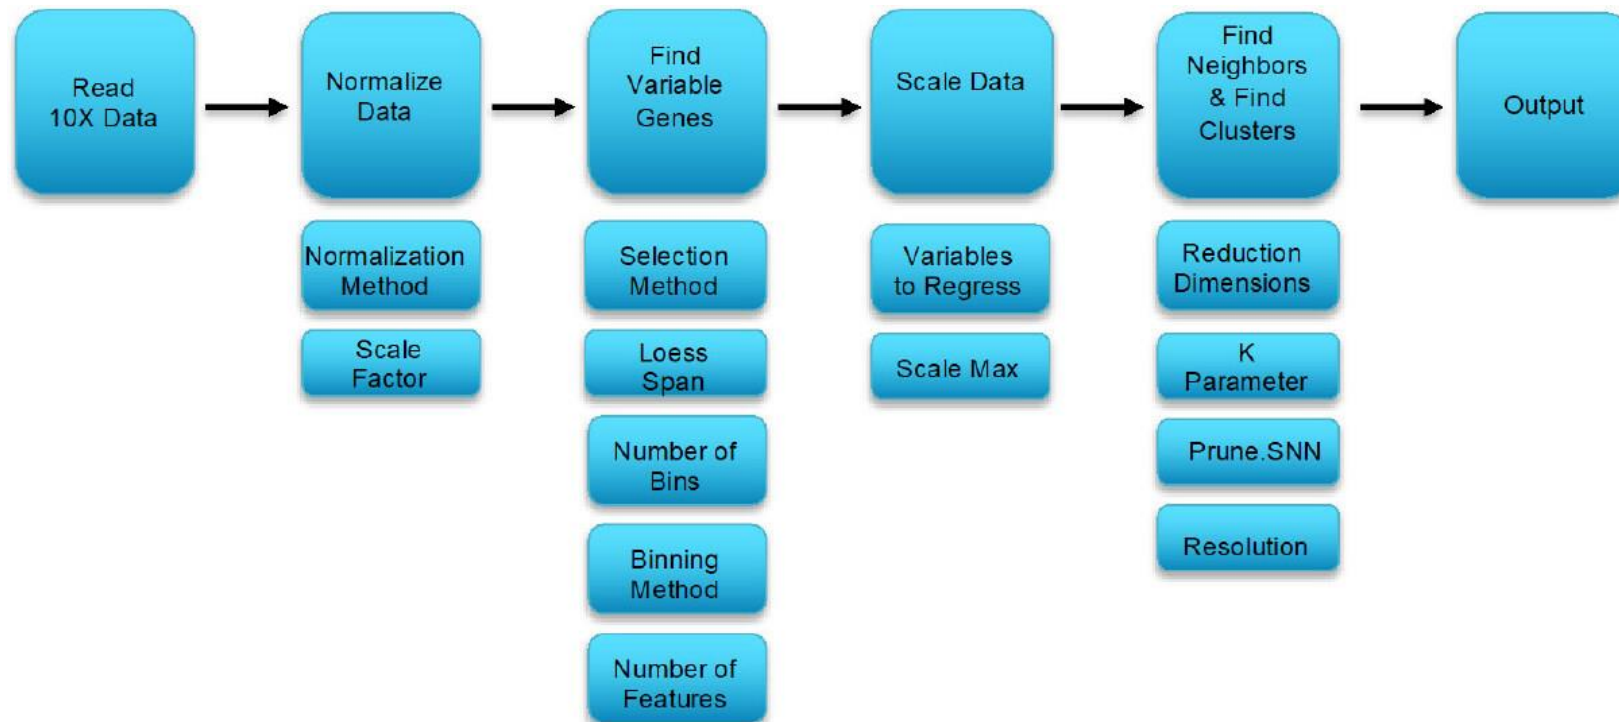 Read
10X Data
Normalize
Data
Find
Variable
Genes
Scale Data
Find
Neighbors
& Find
Clusters
Output
Normalization
Method
Scale
Factor
Selection
Method
Loess
Span
Number of
Bins
Binning
Method
Number of
Features
Variables
to Regress
Scale Max
Reduction
Dimensions
K
Parameter
Prune.SNN
Resolution